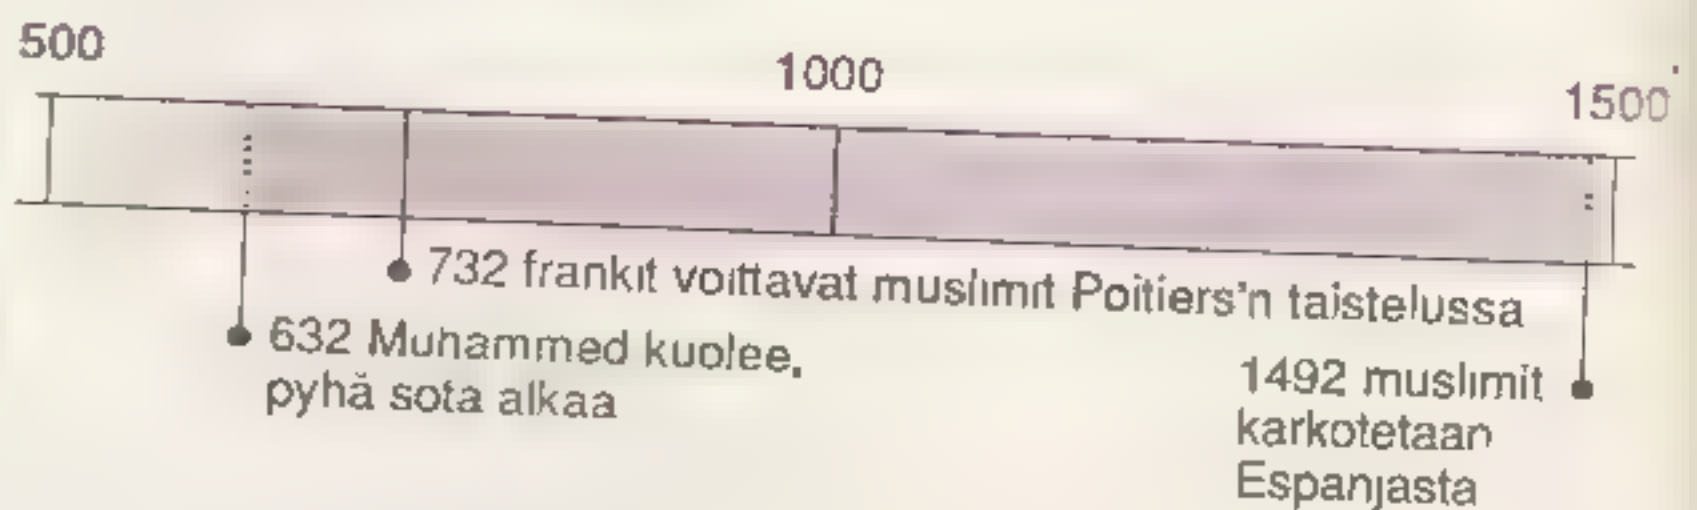 500
1000
1500
732 frankit voittavat muslimit Poitiers'n taistelussa
632 Muhammed kuolee,
pyhä sota alkaa
1492 muslimit
karkotetaan
Espanjasta